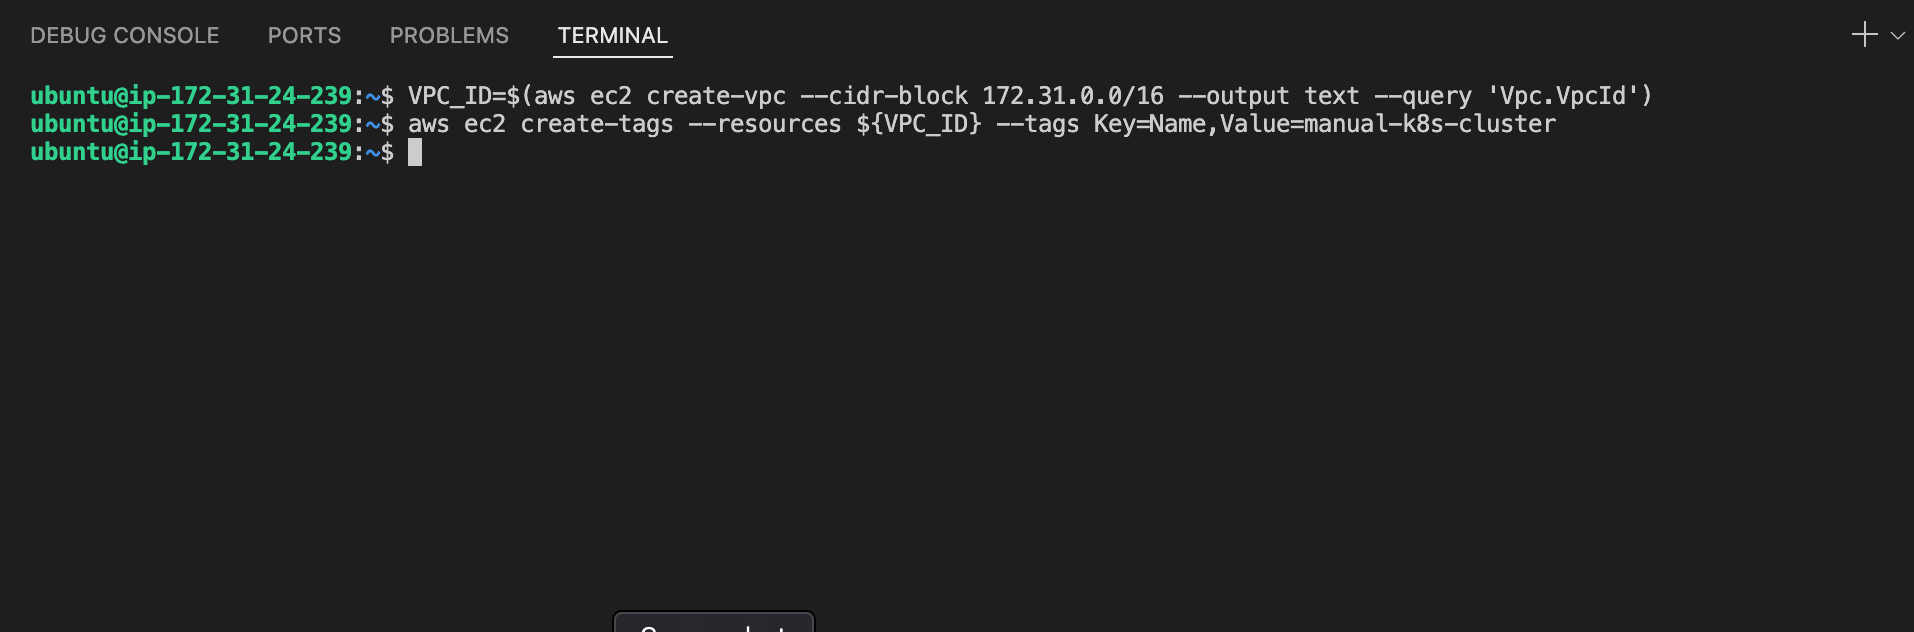 DEBUG CONSOLE PORTS PROBLEMS TERMINAL
ubuntu@ip-172-31-24-239:~$ VPC_ID=$(aws ec2 create-vpc --cidr-block 172.31.0.0/16 --output text --query 'Vpc.VpcId')
ubuntu@ip-172-31-24-239:~$ aws ec2 create-tags --resources ${VPC_ID} --tags Key=Name,Value=manual-k8s-cluster
ubuntu@ip-172-31-24-239:~$